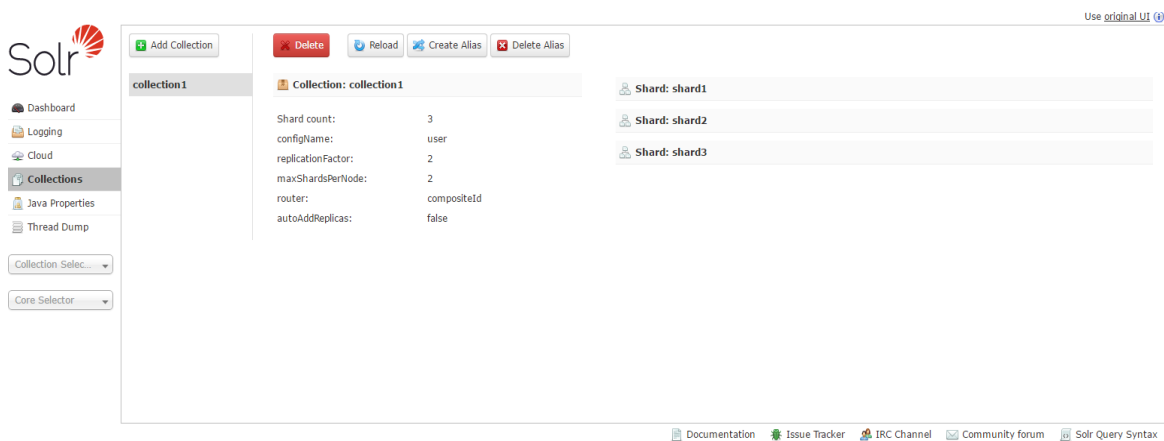 Use original UI
Solr
Add Collection
Delete
Reload
Create Alias
Delete Alias
collection1
Collection: collection1
Shard: shard1
Shard: shard2
Shard: shard3
Shard count: 3
configName: user
replicationFactor: 2
maxShardsPerNode: 2
router: compositeId
autoAddReplicas: false
Dashboard
Logging
Cloud
Collections
Java Properties
Thread Dump
Collection Selec...
Core Selector
Documentation
Issue Tracker
IRC Channel
Community forum
Solr Query Syntax